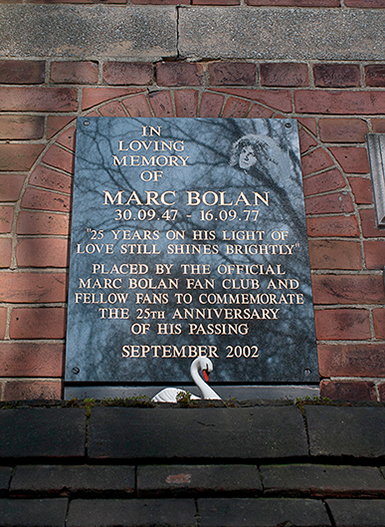 IN
LOVING
MEMORY
OF
MARC BOLAN
30.09.47 - 16.09.77
"25 YEARS ON HIS LIGHT OF
LOVE STILL SHINES BRIGHTLY"
PLACED BY THE OFFICIAL
MARC BOLAN FAN CLUB AND
FELLOW FANS TO COMMEMORATE
THE 25TH ANNIVERSARY
OF HIS PASSING
SEPTEMBER 2002